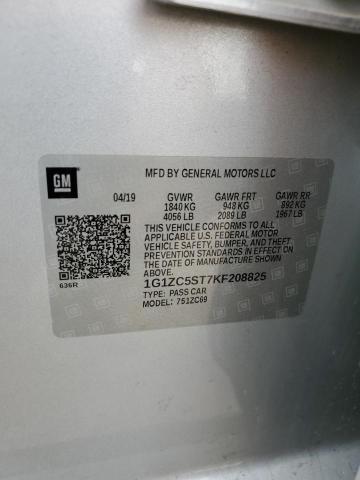 GM
MFD BY GENERAL MOTORS LLC
04/19 GVWR GAWR FRT GAWR RR
1840 KG 948 KG 892 KG
4056 LB 2089 LB 1967 LB
THIS VEHICLE CONFORMS TO ALL
APPLICABLE U.S. FEDERAL MOTOR
VEHICLE SAFETY, BUMPER, AND THEFT
PREVENTION STANDARDS IN EFFECT
ON THE DATE OF MANUFACTURE SHOWN
ABOVE.
1G1ZC5ST7KF208825
636R
TYPE: PASS CAR
MODEL: 751ZC69